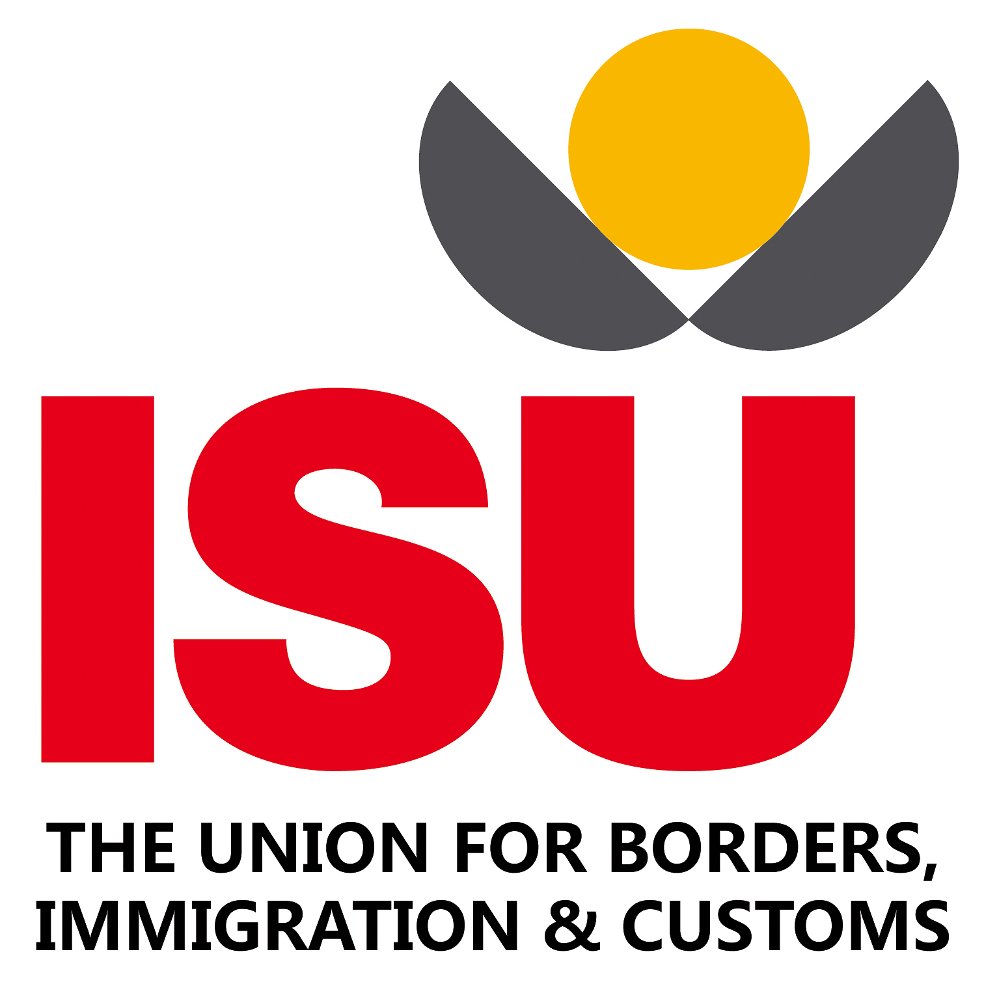 ISU
THE UNION FOR BORDERS,
IMMIGRATION & CUSTOMS